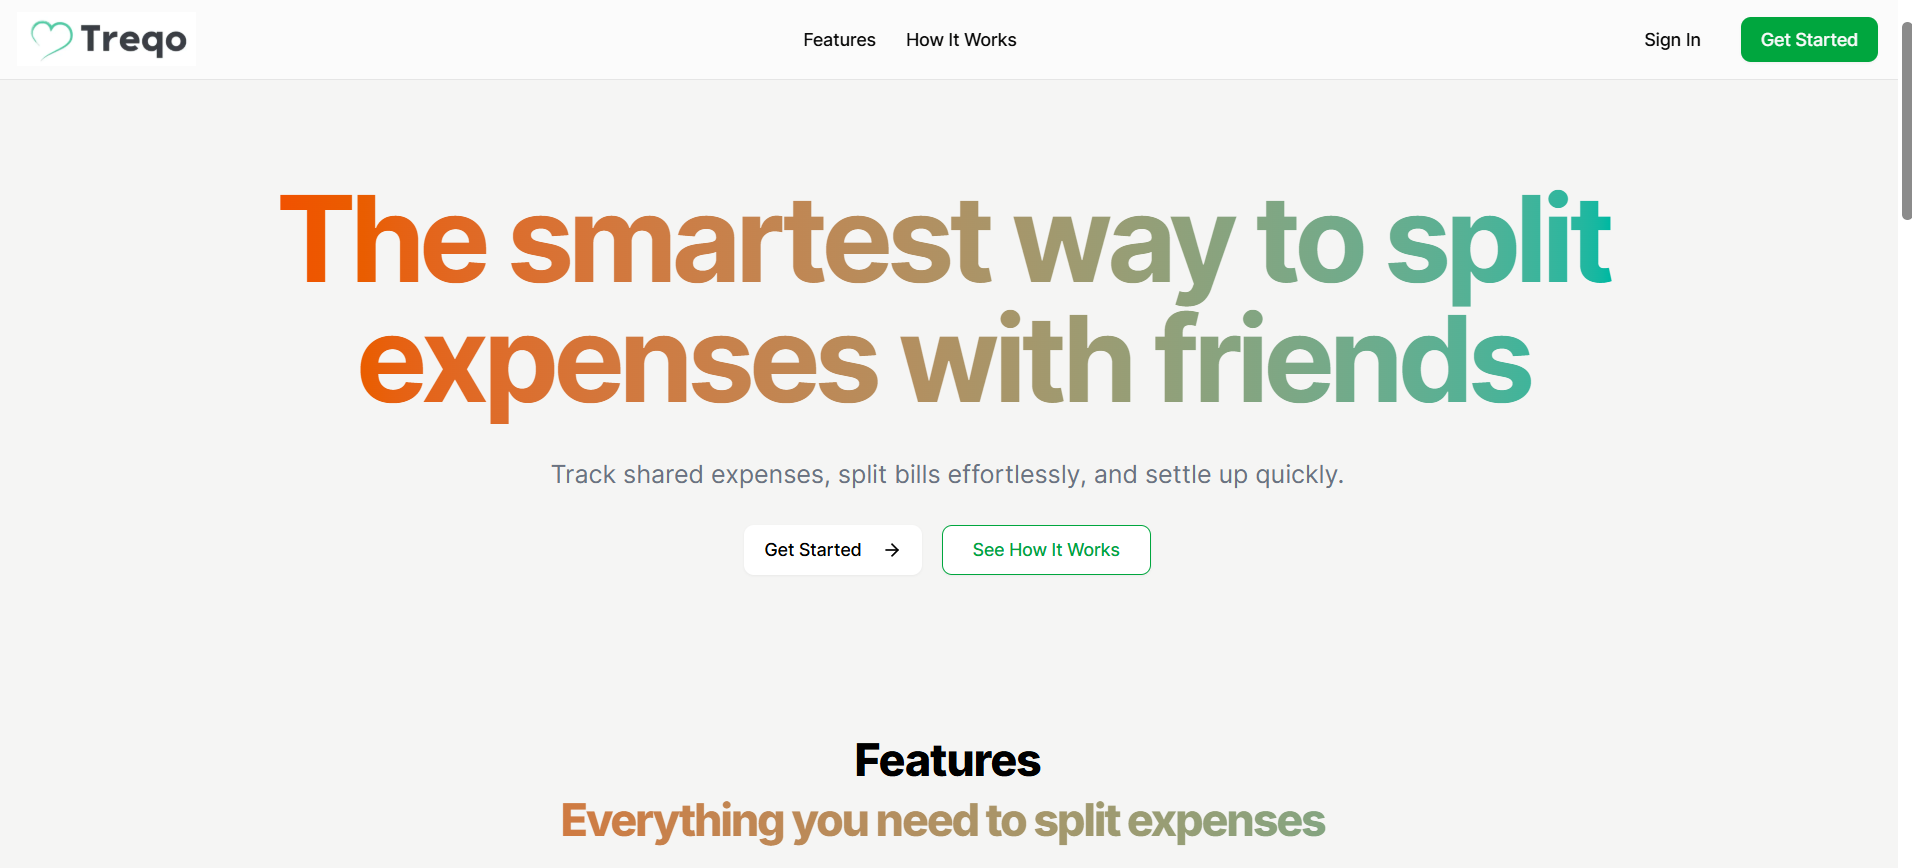 Treqo
Features
How It Works
Sign In
Get Started
The smartest way to split
expenses with friends
Track shared expenses, split bills effortlessly, and settle up quickly.
Get Started →
See How It Works
Features
Everything you need to split expenses